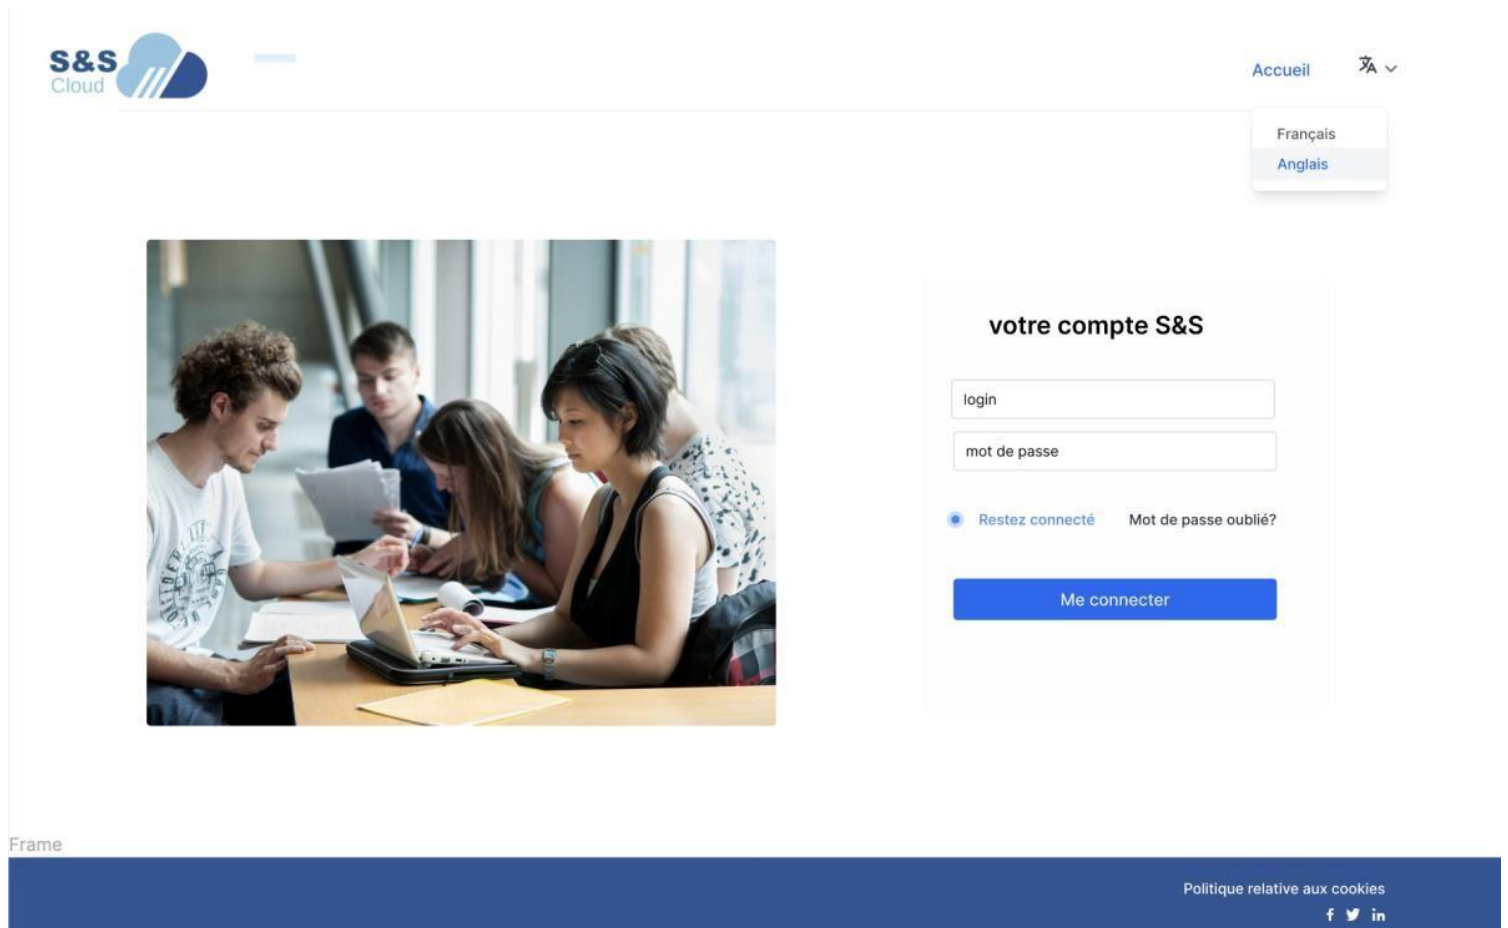 S&S
Cloud
Accueil
Français
Anglais
votre compte S&S
login
mot de passe
Restez connecté Mot de passe oublié?
Me connecter
Frame
Politique relative aux cookies